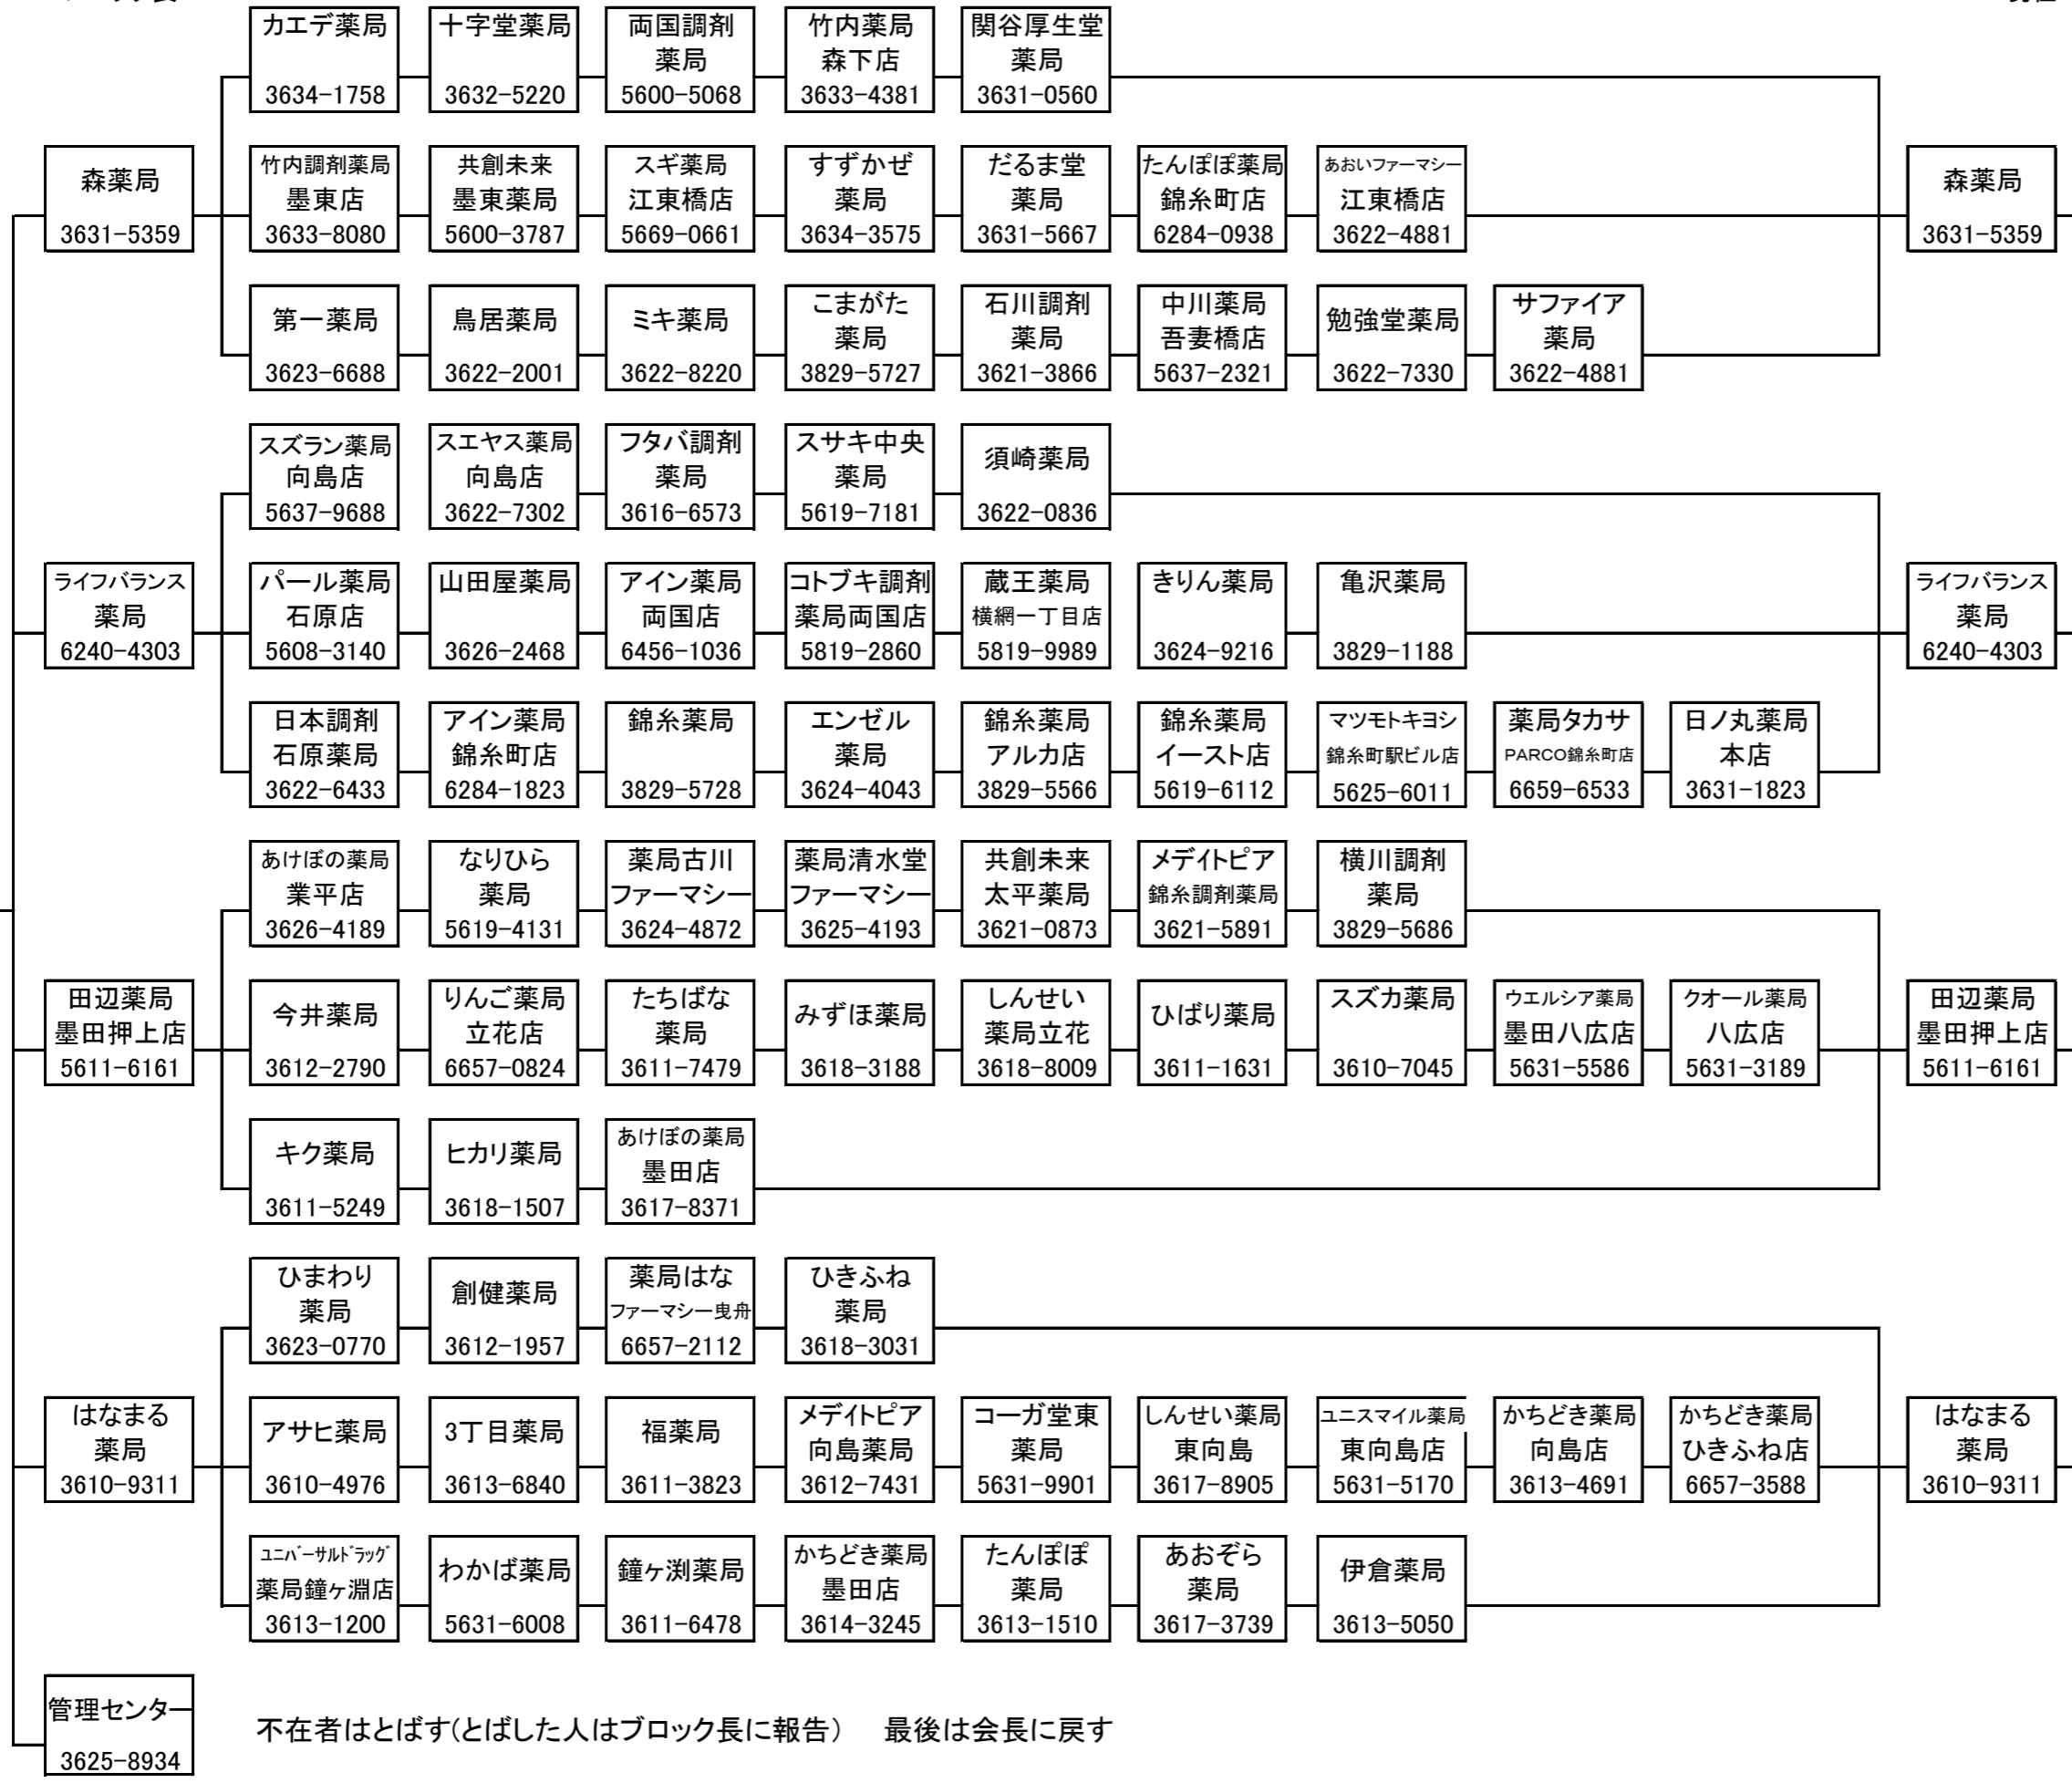 カエデ薬局
3634-1758
十字堂薬局
3632-5220
両国調剤
薬局
5600-5068
竹内薬局
森下店
3633-4381
関谷厚生堂
薬局
3631-0560
森薬局
3631-5359
竹内調剤薬局
墨東店
3633-8080
共創未来
墨東薬局
5600-3787
スギ薬局
江東橋店
5669-0661
すずかぜ
薬局
3634-3575
だるま堂
薬局
3631-5667
たんぽぽ薬局
錦糸町店
6284-0938
あおいファーマシー
江東橋店
3622-4881
森薬局
3631-5359
第一薬局
3623-6688
鳥居薬局
3622-2001
ミキ薬局
3622-8220
こまがた
薬局
3829-5727
石川調剤
薬局
3621-3866
中川薬局
吾妻橋店
5637-2321
勉強堂薬局
3622-7330
サファイア
薬局
3622-4881
スズラン薬局
向島店
5637-9688
スエヤス薬局
向島店
3622-7302
フタバ調剤
薬局
3616-6573
スサキ中央
薬局
5619-7181
須崎薬局
3622-0836
ライフバランス
薬局
6240-4303
パール薬局
石原店
5608-3140
山田屋薬局
3626-2468
アイン薬局
両国店
6456-1036
コトブキ調剤
薬局両国店
5819-2860
蔵王薬局
横網一丁目店
5819-9989
きりん薬局
3624-9216
亀沢薬局
3829-1188
ライフバランス
薬局
6240-4303
日本調剤
石原薬局
3622-6433
アイン薬局
錦糸町店
6284-1823
錦糸薬局
3829-5728
エンゼル
薬局
3624-4043
錦糸薬局
アルカ店
3829-5566
錦糸薬局
イースト店
5619-6112
マツモトキヨシ
錦糸町駅ビル店
5625-6011
薬局タカサ
PARCO錦糸町店
6659-6533
日ノ丸薬局
本店
3631-1823
あけぼの薬局
業平店
3626-4189
なりひら
薬局
5619-4131
薬局古川
ファーマシー
3624-4872
薬局清水堂
ファーマシー
3625-4193
共創未来
太平薬局
3621-0873
メデイトピア
錦糸調剤薬局
3621-5891
横川調剤
薬局
3829-5686
田辺薬局
墨田押上店
5611-6161
今井薬局
3612-2790
りんご薬局
立花店
6657-0824
たちばな
薬局
3611-7479
みずほ薬局
3618-3188
しんせい
薬局立花
3618-8009
ひばり薬局
3611-1631
スズカ薬局
3610-7045
ウエルシア薬局
墨田八広店
5631-5586
クオール薬局
八広店
5631-3189
田辺薬局
墨田押上店
5611-6161
キク薬局
3611-5249
ヒカリ薬局
3618-1507
あけぼの薬局
墨田店
3617-8371
ひまわり
薬局
3623-0770
創健薬局
3612-1957
薬局はな
ファーマシー曳舟
6657-2112
ひきふね
薬局
3618-3031
はなまる
薬局
3610-9311
アサヒ薬局
3610-4976
3丁目薬局
3613-6840
福薬局
3611-3823
メデイトピア
向島薬局
3612-7431
コーガ堂東
薬局
5631-9901
しんせい薬局
東向島
3617-8905
ユニスマイル薬局
東向島店
5631-5170
かちどき薬局
向島店
3613-4691
かちどき薬局
ひきふね店
6657-3588
はなまる
薬局
3610-9311
ﾕﾆﾊﾞｰｻﾙﾄﾞﾗｯｸﾞ
薬局鐘ヶ淵店
3613-1200
わかば薬局
5631-6008
鐘ヶ渕薬局
3611-6478
かちどき薬局
墨田店
3614-3245
たんぽぽ
薬局
3613-1510
あおぞら
薬局
3617-3739
伊倉薬局
3613-5050
管理センター
3625-8934
不在者はとばす(とばした人はブロック長に報告)　最後は会長に戻す